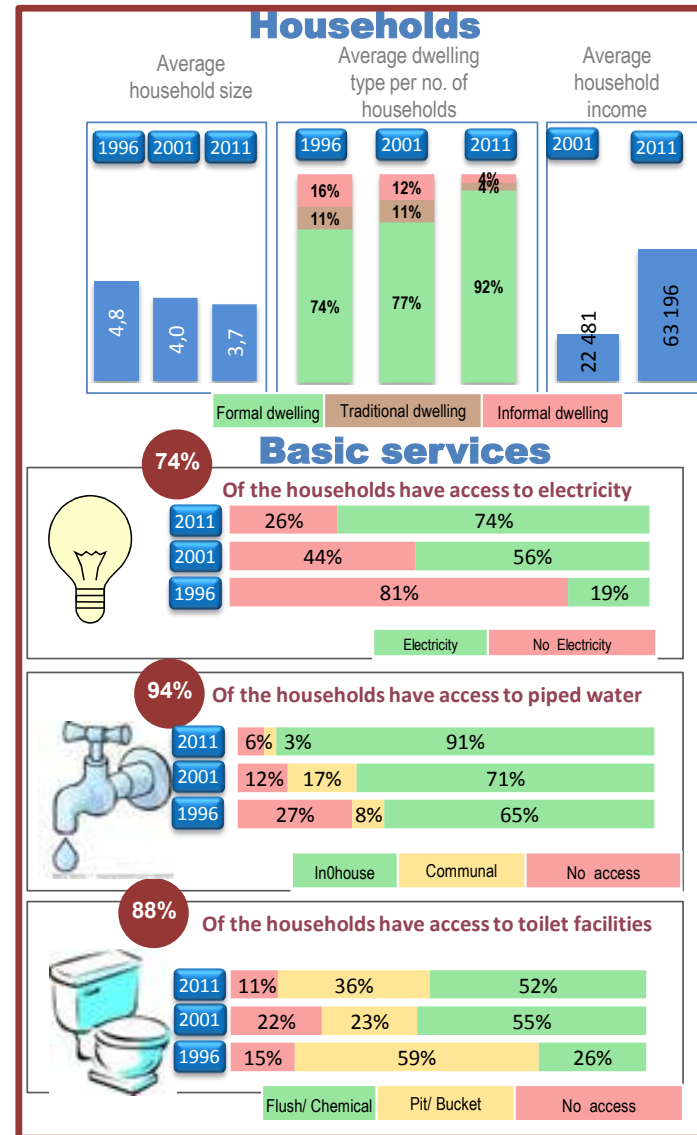 Households
Average household size
Average dwelling type per no. of households
Average household income
1996 2001 2011
1996 2001 2011
2001 2011
16% 12% 4%
11% 11% 4%
74% 77% 92%
4,8 4,0 3,7
22 481 63 196
Formal dwelling Traditional dwelling Informal dwelling
Basic services
74%
Of the households have access to electricity
2011 26% 74%
2001 44% 56%
1996 81% 19%
Electricity No Electricity
94%
Of the households have access to piped water
2011 6% 3% 91%
2001 12% 17% 71%
1996 27% 8% 65%
In0house Communal No access
88%
Of the households have access to toilet facilities
2011 11% 36% 52%
2001 22% 23% 55%
1996 15% 59% 26%
Flush/ Chemical Pit/ Bucket No access